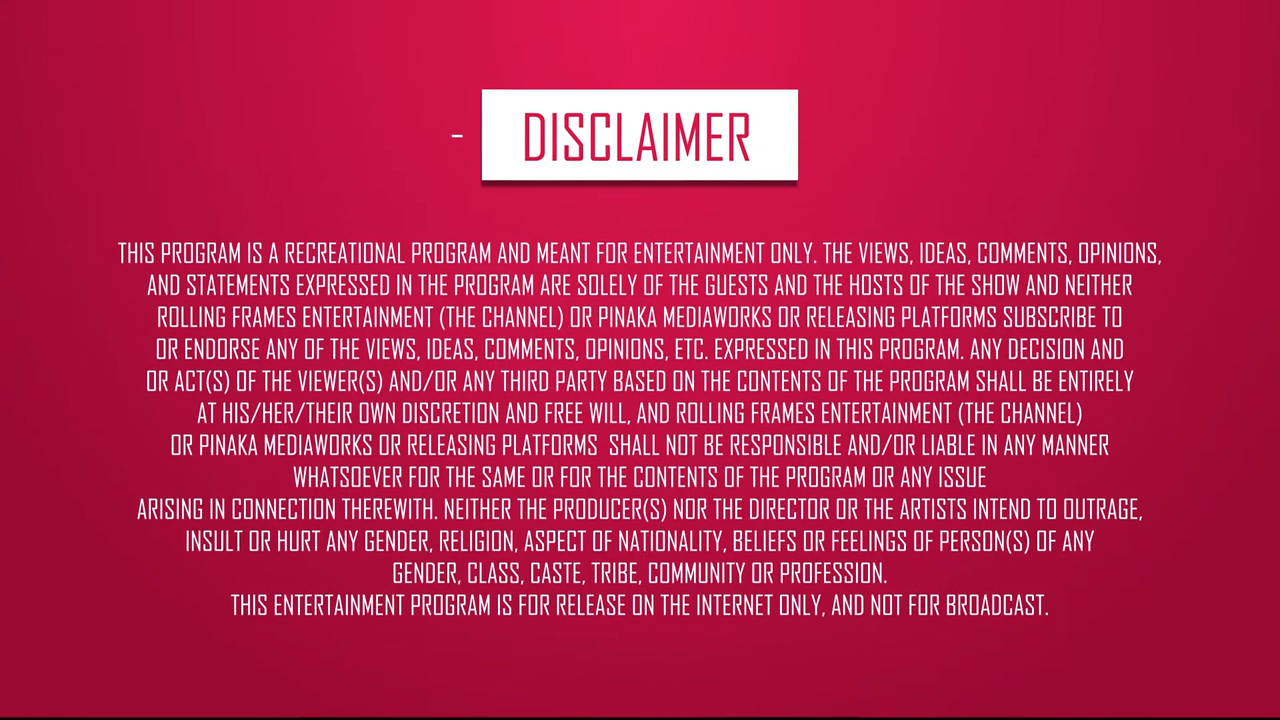 - DISCLAIMER
THIS PROGRAM IS A RECREATIONAL PROGRAM AND MEANT FOR ENTERTAINMENT ONLY. THE VIEWS, IDEAS, COMMENTS, OPINIONS,
AND STATEMENTS EXPRESSED IN THE PROGRAM ARE SOLELY OF THE GUESTS AND THE HOSTS OF THE SHOW AND NEITHER
ROLLING FRAMES ENTERTAINMENT (THE CHANNEL) OR PINAKA MEDIAWORKS OR RELEASING PLATFORMS SUBSCRIBE TO
OR ENDORSE ANY OF THE VIEWS, IDEAS, COMMENTS, OPINIONS, ETC. EXPRESSED IN THIS PROGRAM. ANY DECISION AND
OR ACT(S) OF THE VIEWER(S) AND/OR ANY THIRD PARTY BASED ON THE CONTENTS OF THE PROGRAM SHALL BE ENTIRELY
AT HIS/HER/THEIR OWN DISCRETION AND FREE WILL, AND ROLLING FRAMES ENTERTAINMENT (THE CHANNEL)
OR PINAKA MEDIAWORKS OR RELEASING PLATFORMS  SHALL NOT BE RESPONSIBLE AND/OR LIABLE IN ANY MANNER
WHATSOEVER FOR THE SAME OR FOR THE CONTENTS OF THE PROGRAM OR ANY ISSUE
ARISING IN CONNECTION THEREWITH. NEITHER THE PRODUCER(S) NOR THE DIRECTOR OR THE ARTISTS INTEND TO OUTRAGE,
INSULT OR HURT ANY GENDER, RELIGION, ASPECT OF NATIONALITY, BELIEFS OR FEELINGS OF PERSON(S) OF ANY
GENDER, CLASS, CASTE, TRIBE, COMMUNITY OR PROFESSION.
THIS ENTERTAINMENT PROGRAM IS FOR RELEASE ON THE INTERNET ONLY, AND NOT FOR BROADCAST.